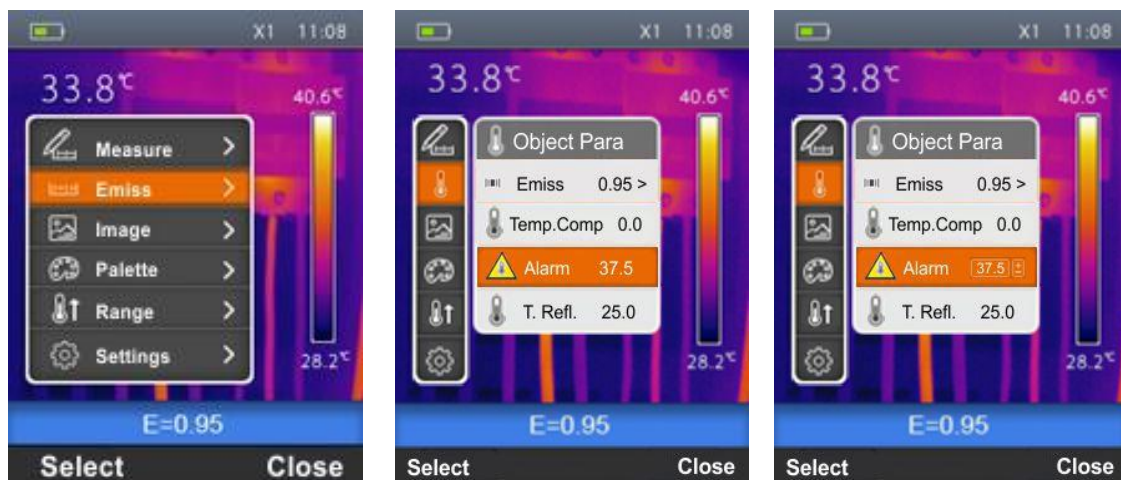 X1 11:08
33.8℃
40.6℃
Measure >
Emiss >
Image >
Palette >
Range >
Settings >
28.2℃
E=0.95
Select Close
X1 11:08
33.8℃
40.6℃
Object Para
Emiss 0.95 >
Temp.Comp 0.0
Alarm 37.5
T. Refl. 25.0
28.2℃
E=0.95
Select Close
X1 11:08
33.8℃
40.6℃
Object Para
Emiss 0.95 >
Temp.Comp 0.0
Alarm 37.5 ±
T. Refl. 25.0
28.2℃
E=0.95
Select Close